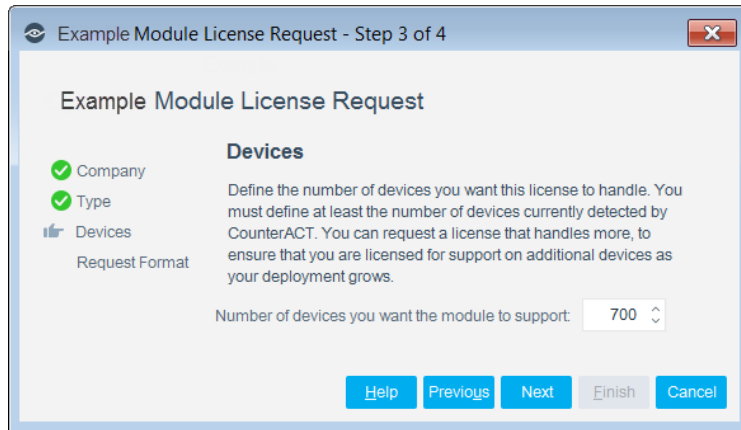 Example Module License Request - Step 3 of 4
Example Module License Request
Company
Type
Devices
Request Format
Devices
Define the number of devices you want this license to handle. You
must define at least the number of devices currently detected by
CounterACT. You can request a license that handles more, to
ensure that you are licensed for support on additional devices as
your deployment grows.
Number of devices you want the module to support: 700
Help Previous Next Finish Cancel